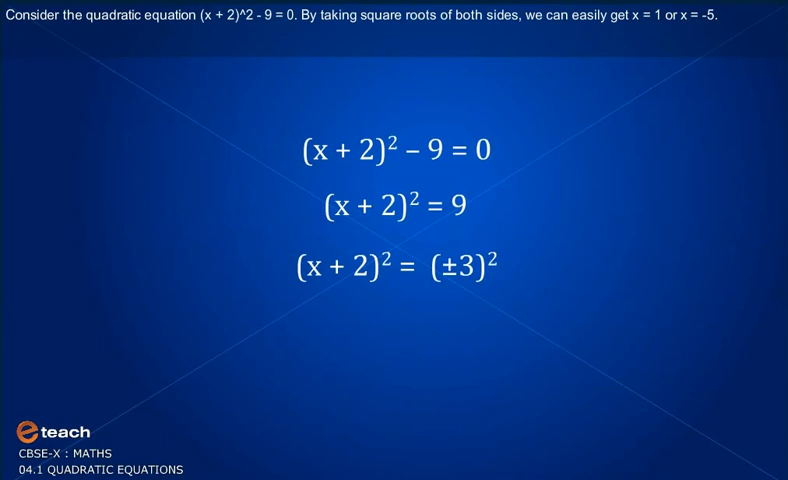 Consider the quadratic equation (x + 2)^2 - 9 = 0. By taking square roots of both sides, we can easily get x = 1 or x = -5.
(x + 2)² – 9 = 0
(x + 2)² = 9
(x + 2)² = (±3)²
e teach
CBSE-X : MATHS
04.1 QUADRATIC EQUATIONS